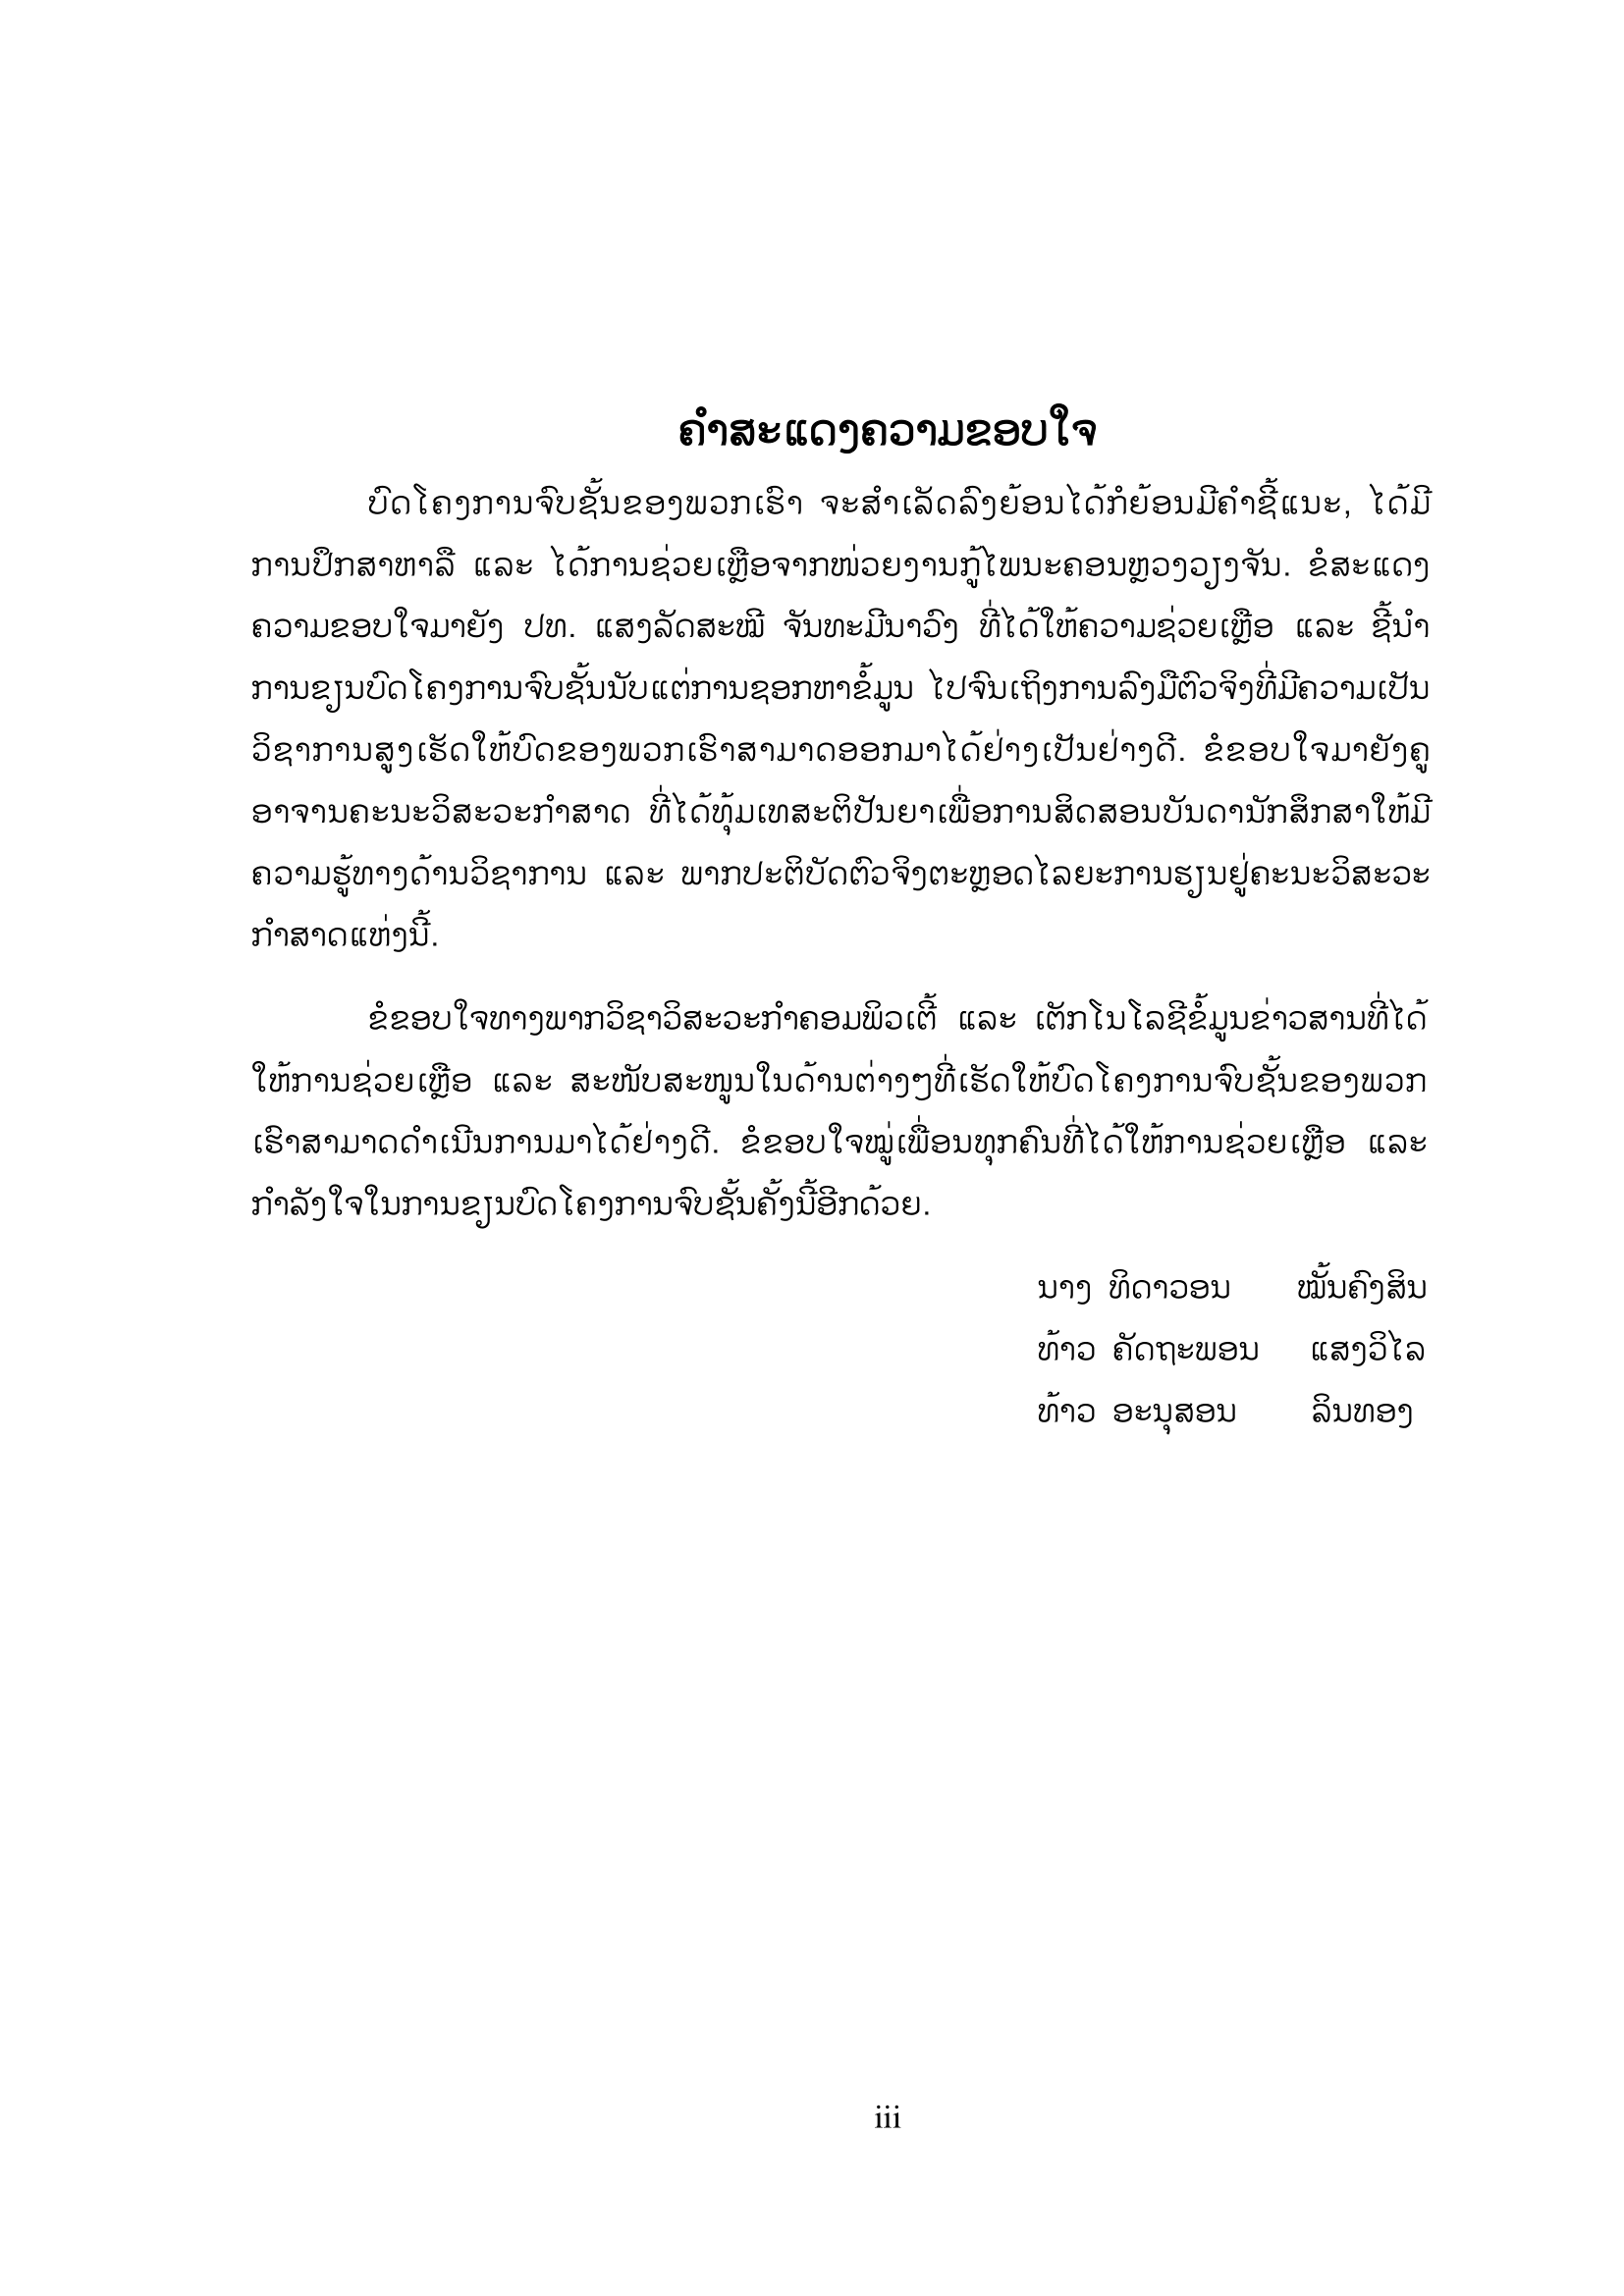 ຄຳສະແດງຄວາມຂອບໃຈ
ບົດໂຄງການຈົບຊັ້ນຂອງພວກເຮົາ ຈະສຳເລັດລົງຍ້ອນໄດ້ກໍຍ້ອນມີຄຳຊີ້ແນະ, ໄດ້ມີ
ການປຶກສາຫາລື ແລະ ໄດ້ການຊ່ວຍເຫຼືອຈາກໜ່ວຍງານກູ້ໄພນະຄອນຫຼວງວຽງຈັນ. ຂໍສະແດງ
ຄວາມຂອບໃຈມາຍັງ ປທ. ແສງລັດສະໝີ ຈັນທະມີນາວົງ ທີ່ໄດ້ໃຫ້ຄວາມຊ່ວຍເຫຼືອ ແລະ ຊີ້ນຳ
ການຂຽນບົດໂຄງການຈົບຊັ້ນນັບແຕ່ການຊອກຫາຂໍ້ມູນ ໄປຈົນເຖິງການລົງມືຕົວຈິງທີ່ມີຄວາມເປັນ
ວິຊາການສູງເຮັດໃຫ້ບົດຂອງພວກເຮົາສາມາດອອກມາໄດ້ຢ່າງເປັນຢ່າງດີ. ຂໍຂອບໃຈມາຍັງຄູ
ອາຈານຄະນະວິສະວະກຳສາດ ທີ່ໄດ້ທຸ້ມເທສະຕິປັນຍາເພື່ອການສິດສອນບັນດານັກສຶກສາໃຫ້ມີ
ຄວາມຮູ້ທາງດ້ານວິຊາການ ແລະ ພາກປະຕິບັດຕົວຈິງຕະຫຼອດໄລຍະການຮຽນຢູ່ຄະນະວິສະວະ
ກຳສາດແຫ່ງນີ້.
ຂໍຂອບໃຈທາງພາກວິຊາວິສະວະກຳຄອມພິວເຕີ້ ແລະ ເຕັກໂນໂລຊີຂໍ້ມູນຂ່າວສານທີ່ໄດ້
ໃຫ້ການຊ່ວຍເຫຼືອ ແລະ ສະໜັບສະໜູນໃນດ້ານຕ່າງໆທີ່ເຮັດໃຫ້ບົດໂຄງການຈົບຊັ້ນຂອງພວກ
ເຮົາສາມາດດຳເນີນການມາໄດ້ຢ່າງດີ. ຂໍຂອບໃຈໝູ່ເພື່ອນທຸກຄົນທີ່ໄດ້ໃຫ້ການຊ່ວຍເຫຼືອ ແລະ
ກຳລັງໃຈໃນການຂຽນບົດໂຄງການຈົບຊັ້ນຄັ້ງນີ້ອີກດ້ວຍ.
ນາງ ທິດາວອນ ໝັ້ນຄົງສິນ
ທ້າວ ຄັດຖະພອນ ແສງວິໄລ
ທ້າວ ອະນຸສອນ ລິນທອງ
iii